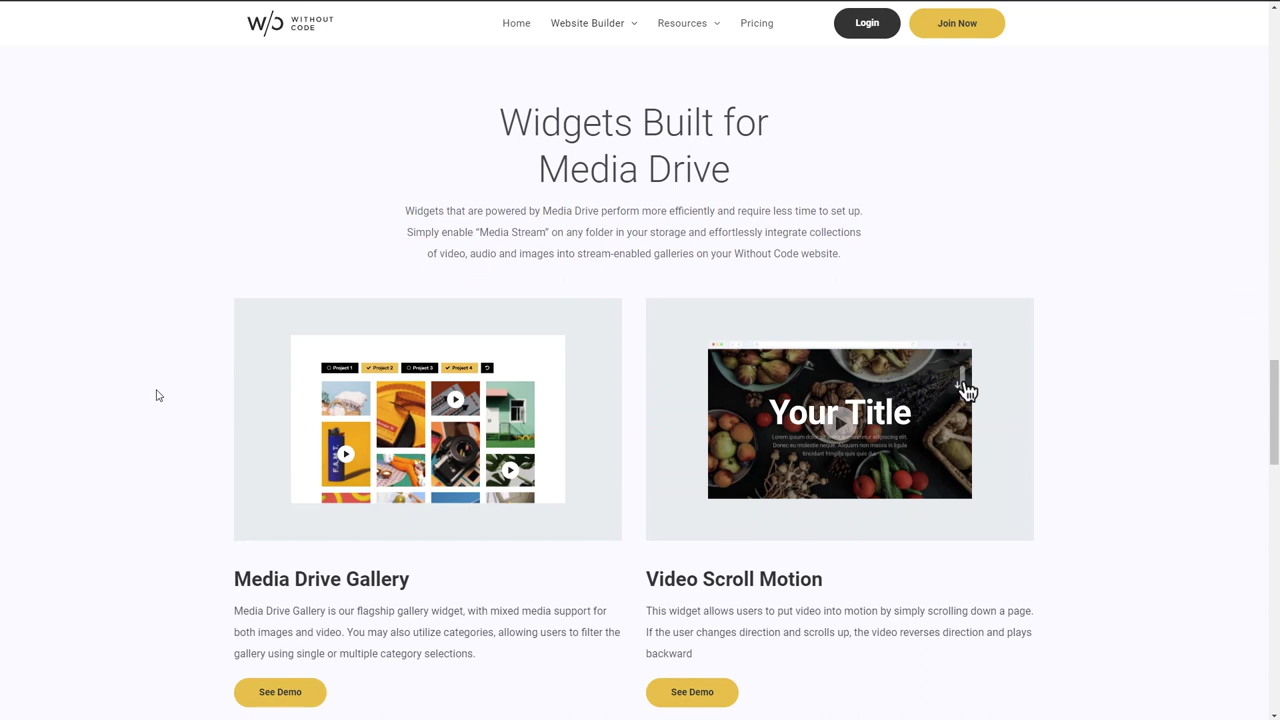 WITHOUT
CODE
Home
Website Builder
Resources
Pricing
Login
Join Now
Widgets Built for
Media Drive
Widgets that are powered by Media Drive perform more efficiently and require less time to set up.
Simply enable “Media Stream” on any folder in your storage and effortlessly integrate collections
of video, audio and images into stream-enabled galleries on your Without Code website.
Project 1
Project 2
Project 3
Project 4
Your Title
Media Drive Gallery
Media Drive Gallery is our flagship gallery widget, with mixed media support for
both images and video. You may also utilize categories, allowing users to filter the
gallery using single or multiple category selections.
See Demo
Video Scroll Motion
This widget allows users to put video into motion by simply scrolling down a page.
If the user changes direction and scrolls up, the video reverses direction and plays
backward
See Demo